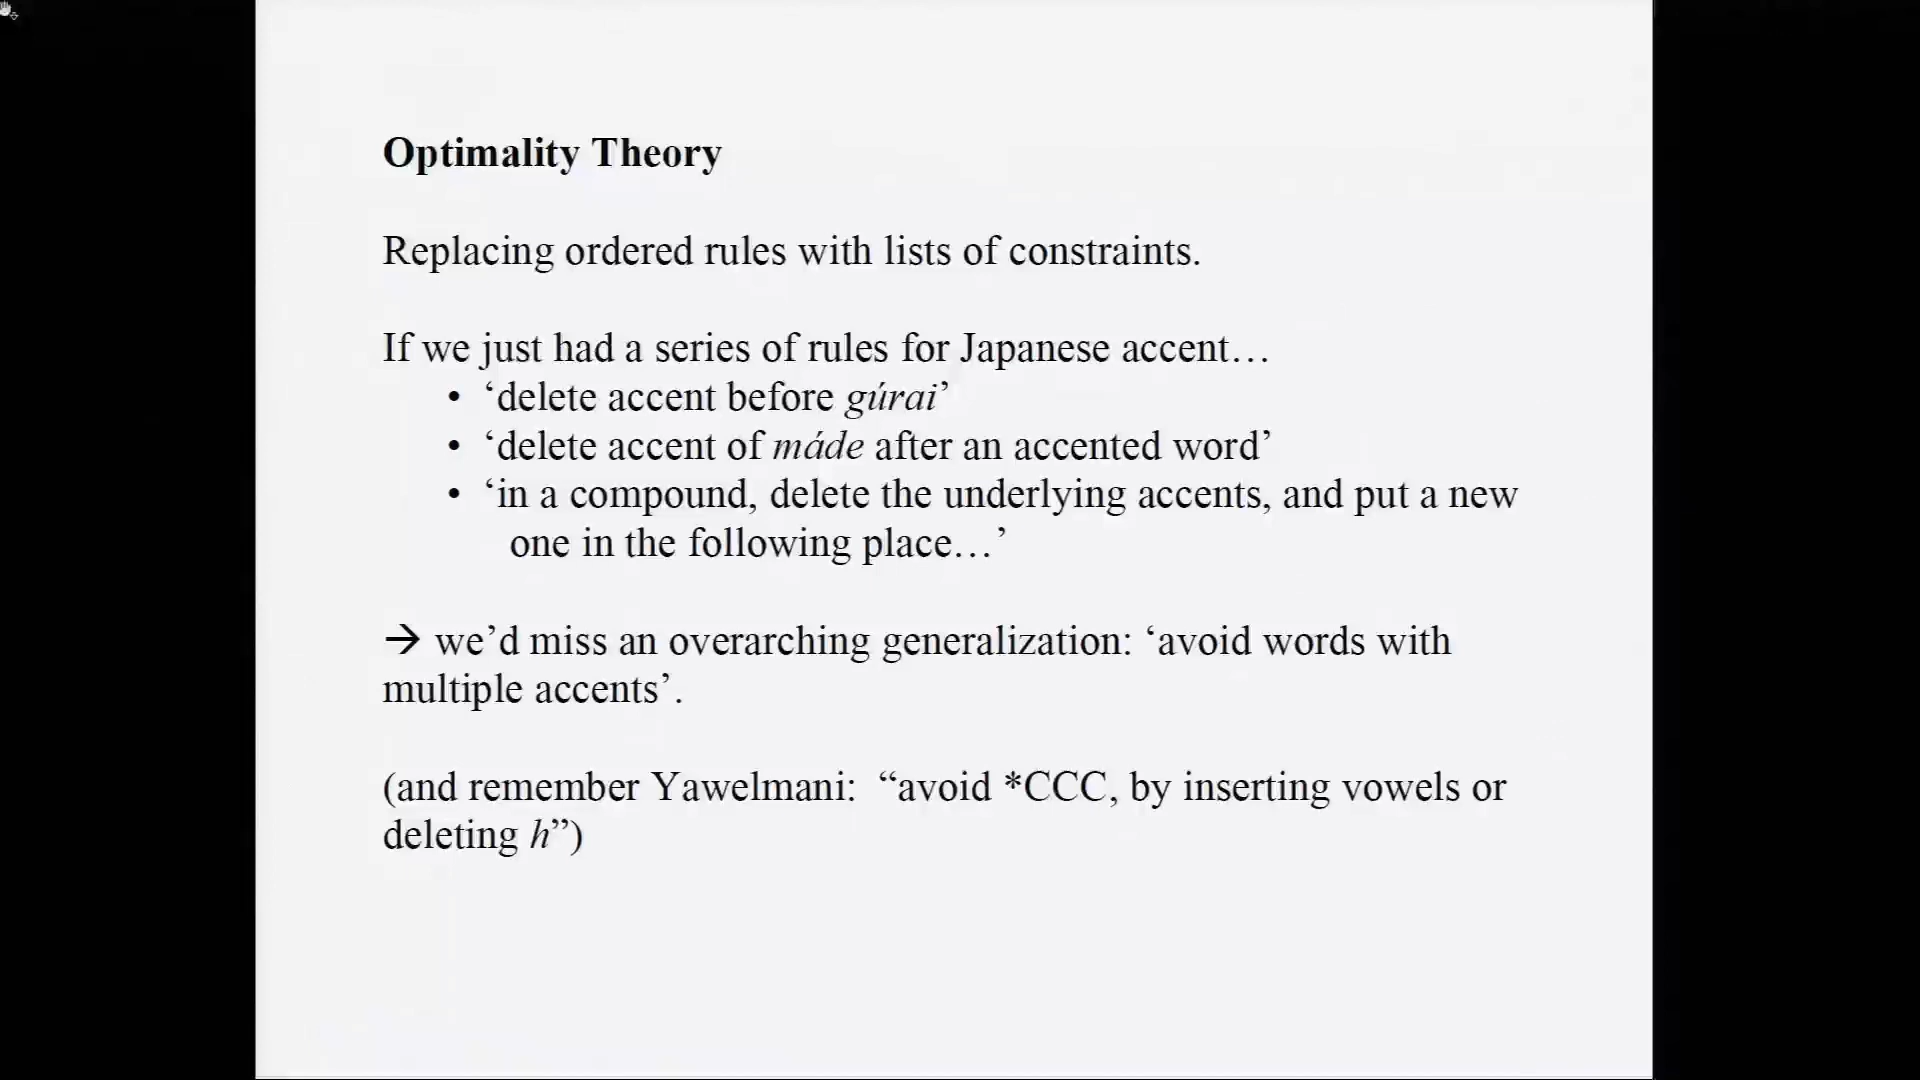 Optimality Theory
Replacing ordered rules with lists of constraints.
If we just had a series of rules for Japanese accent…
• ‘delete accent before gúrai’
• ‘delete accent of máde after an accented word’
• ‘in a compound, delete the underlying accents, and put a new
one in the following place…’
→ we’d miss an overarching generalization: ‘avoid words with
multiple accents’.
(and remember Yawelmani:  “avoid *CCC, by inserting vowels or
deleting h”)